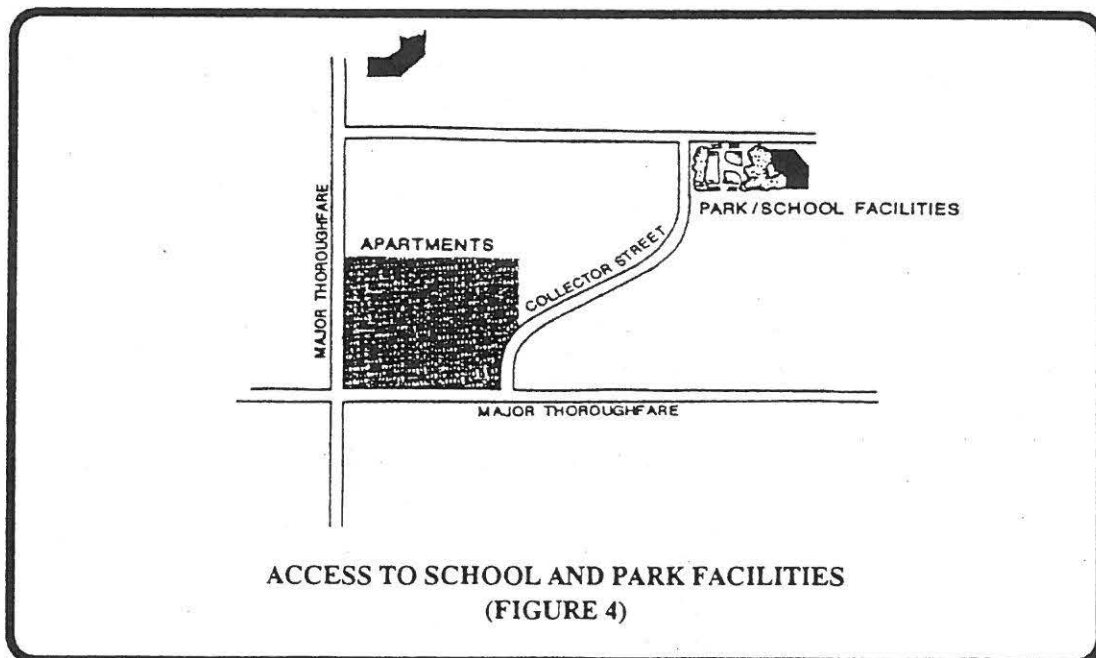 PARK/SCHOOL FACILITIES
MAJOR THOROUGHFARE
APARTMENTS
COLLECTOR STREET
MAJOR THOROUGHFARE
ACCESS TO SCHOOL AND PARK FACILITIES
(FIGURE 4)